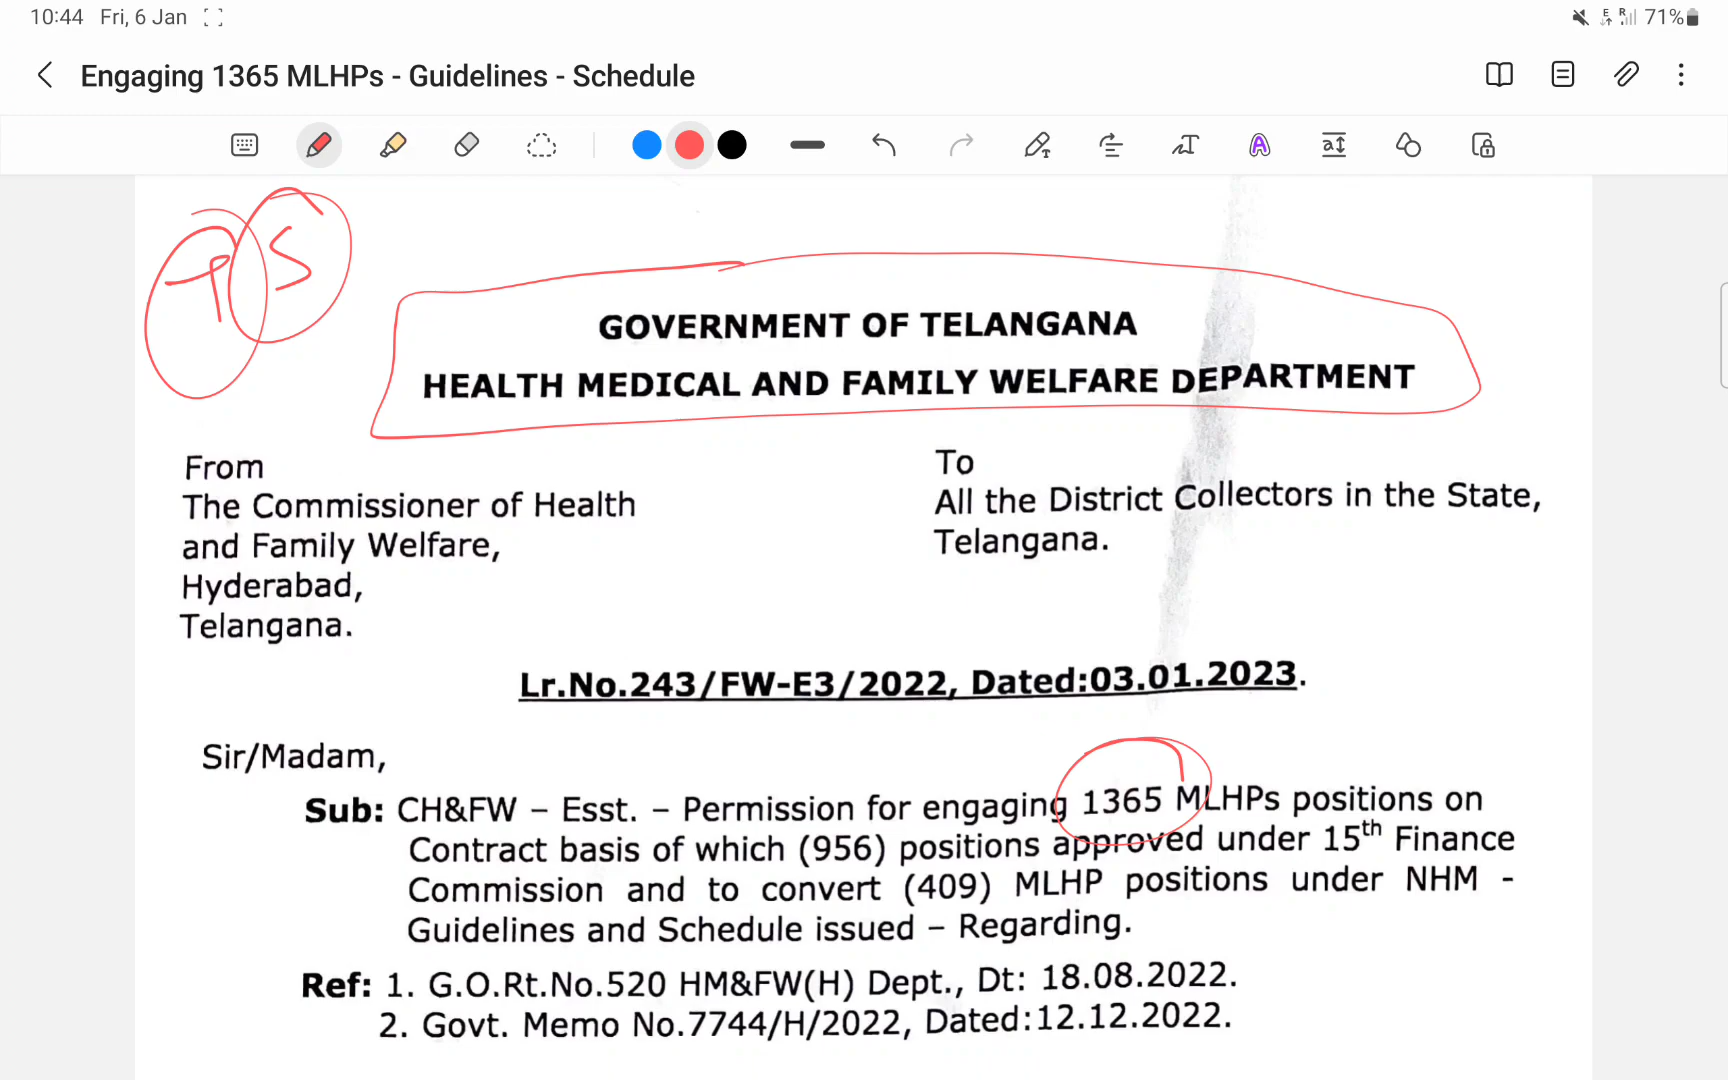 10:44 Fri, 6 Jan
71%
Engaging 1365 MLHPs - Guidelines - Schedule
TS
GOVERNMENT OF TELANGANA
HEALTH MEDICAL AND FAMILY WELFARE DEPARTMENT
From
The Commissioner of Health
and Family Welfare,
Hyderabad,
Telangana.
To
All the District Collectors in the State,
Telangana.
Lr.No.243/FW-E3/2022, Dated:03.01.2023.
Sir/Madam,
Sub: CH&FW – Esst. – Permission for engaging 1365 MLHPs positions on
Contract basis of which (956) positions approved under 15th Finance
Commission and to convert (409) MLHP positions under NHM -
Guidelines and Schedule issued – Regarding.
Ref: 1. G.O.Rt.No.520 HM&FW(H) Dept., Dt: 18.08.2022.
2. Govt. Memo No.7744/H/2022, Dated:12.12.2022.